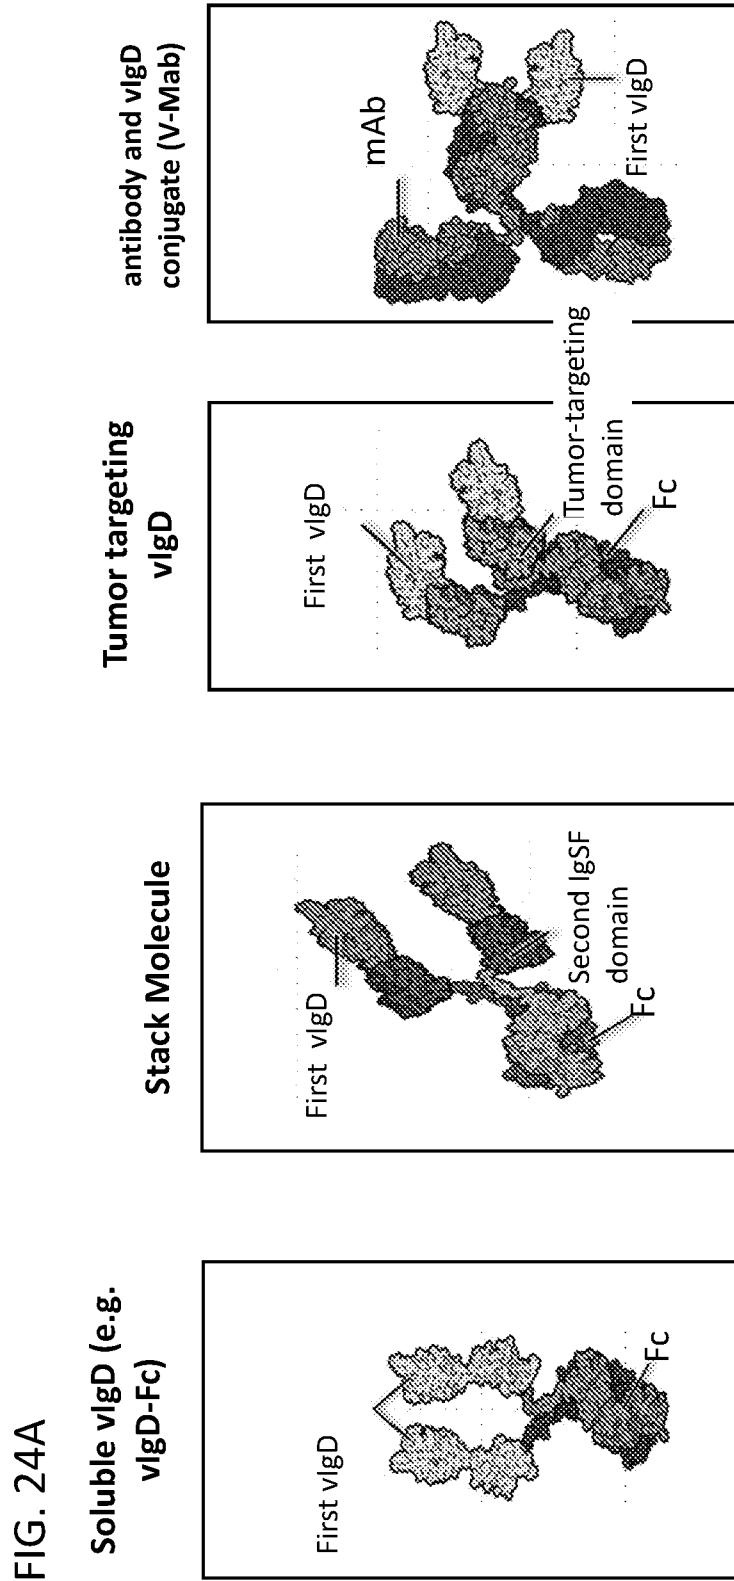 FIG. 24A
Soluble vIgD (e.g.
vIgD-Fc)
First vIgD
Fc
Stack Molecule
First vIgD
Second IgSF
domain
Fc
Tumor targeting
vIgD
First vIgD
Tumor-targeting
domain
Fc
antibody and vIgD
conjugate (V-Mab)
mAb
First vIgD